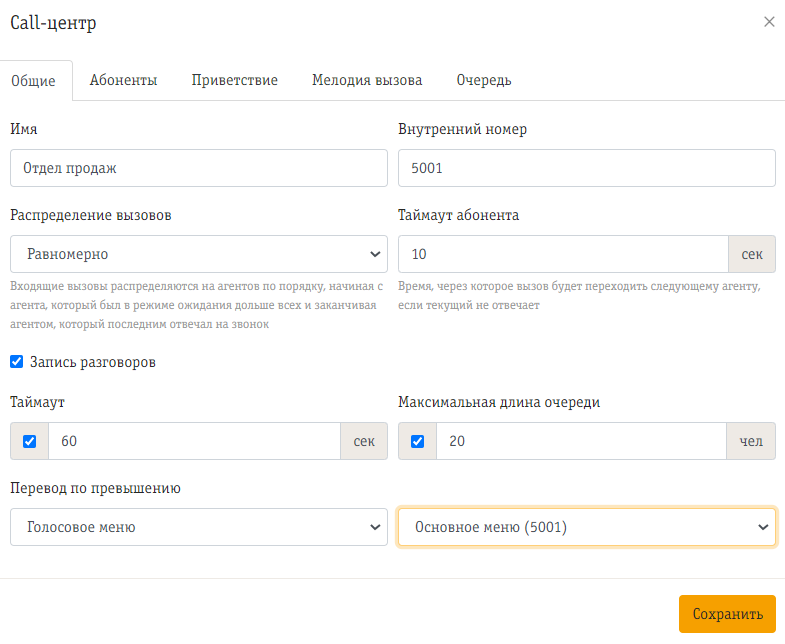 Call-центр
Общие Абоненты Приветствие Мелодия вызова Очередь
Имя
Внутренний номер
Отдел продаж
5001
Распределение вызовов
Таймаут абонента
Равномерно
10 сек
Входящие вызовы распределяются на агентов по порядку, начиная с
агента, который был в режиме ожидания дольше всех и заканчивая
агентом, который последним отвечал на звонок
Время, через которое вызов будет переходить следующему агенту,
если текущий не отвечает
Запись разговоров
Таймаут
Максимальная длина очереди
60 сек
20 чел
Перевод по превышению
Голосовое меню
Основное меню (5001)
Сохранить